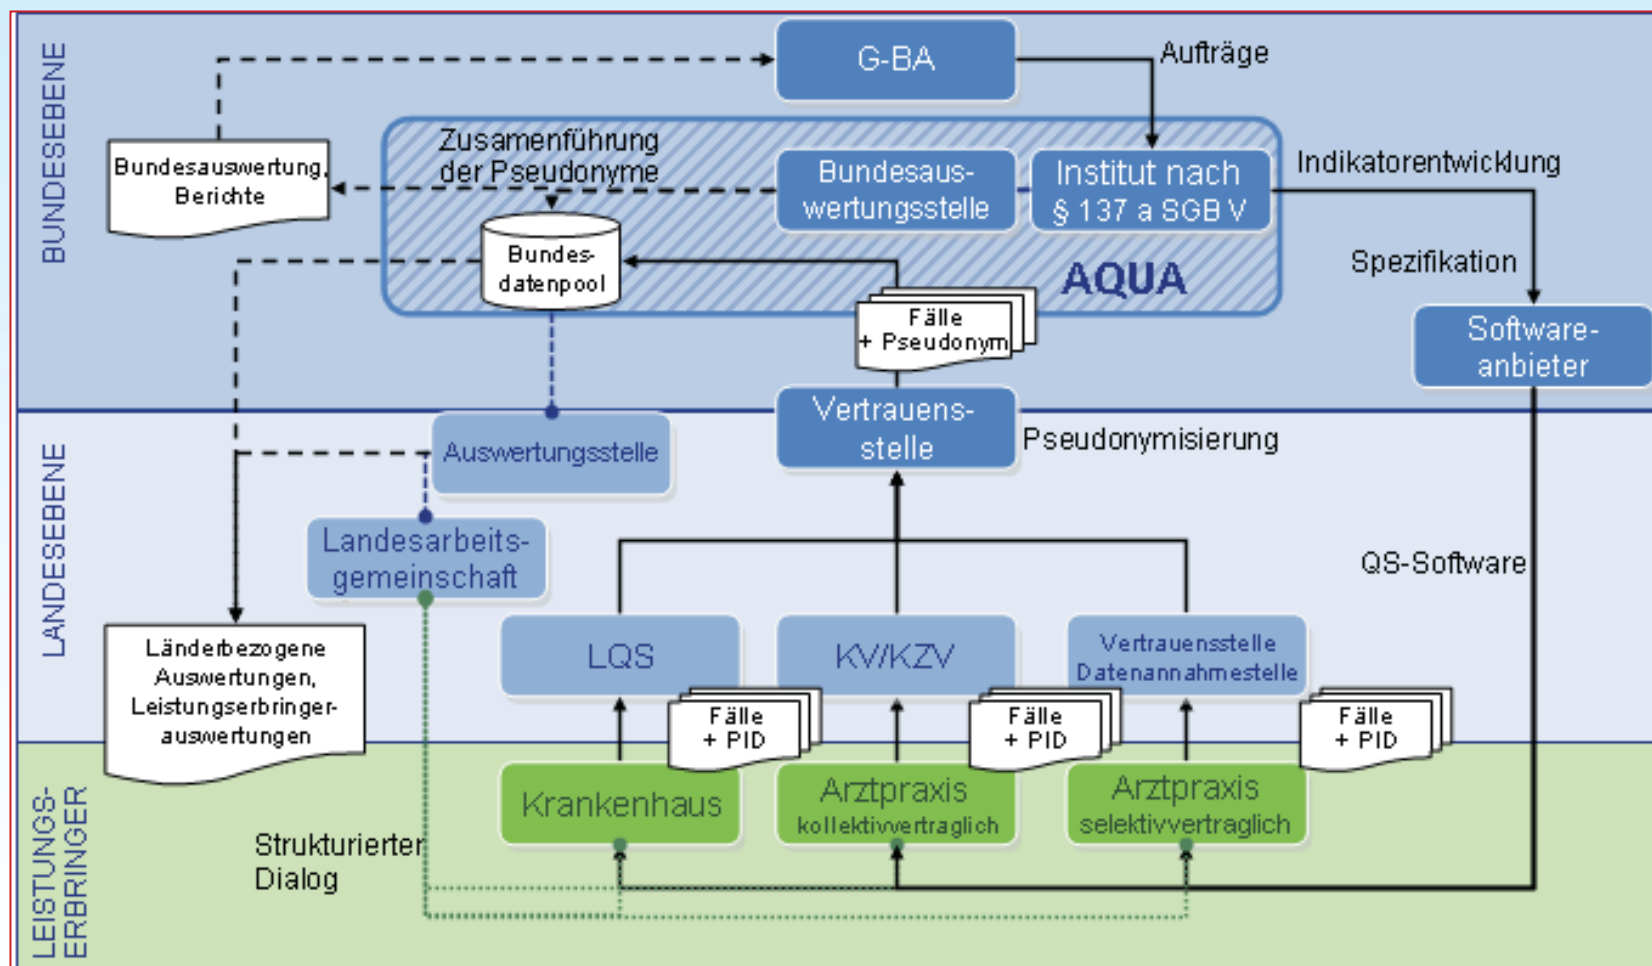 BUNDESEBENE
G-BA
Aufträge
Zusamenführung
der Pseudonyme
Bundesauswertung,
Berichte
Bundesaus-
wertungsstelle
Institut nach
§ 137 a SGB V
Indikatorentwicklung
Bundes-
datenpool
AQUA
Spezifikation
Fälle
+ Pseudonym
Software-
anbieter
LANDESEBENE
Vertrauens-
stelle
Pseudonymisierung
Auswertungsstelle
Landesarbeits-
gemeinschaft
QS-Software
Länderbezogene
Auswertungen,
Leistungserbringer-
auswertungen
LQS
KV/KZV
Vertrauensstelle
Datenannahmestelle
Fälle
+ PID
Fälle
+ PID
Fälle
+ PID
LEISTUNGS-
ERBRINGER
Krankenhaus
Arztpraxis
kollektivvertraglich
Arztpraxis
selektivvertraglich
Strukturierter
Dialog